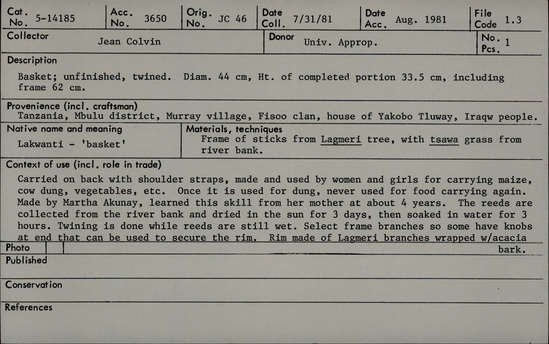 Cat. No. 5-14185 Acc. No. 3650 Orig. No. JC 46 Date Coll. 7/31/81 Date Acc. Aug. 1981 File Code 1.3
Collector Jean Colvin Donor Univ. Approp. No. Pcs. 1
Description
Basket; unfinished, twined. Diam. 44 cm, Ht. of completed portion 33.5 cm, including
frame 62 cm.
Provenience (incl. craftsman)
Tanzania, Mbulu district, Murray village, Fisoo clan, house of Yakobo Tluway, Iraqw people.
Native name and meaning
Lakwanti - 'basket'
Materials, techniques
Frame of sticks from Lagmeri tree, with tsawa grass from
river bank.
Context of use (incl. role in trade)
Carried on back with shoulder straps, made and used by women and girls for carrying maize,
cow dung, vegetables, etc. Once it is used for dung, never used for food carrying again.
Made by Martha Akunay, learned this skill from her mother at about 4 years. The reeds are
collected from the river bank and dried in the sun for 3 days, then soaked in water for 3
hours. Twining is done while reeds are still wet. Select frame branches so some have knobs
at end that can be used to secure the rim. Rim made of Lagmeri branches wrapped w/acacia
Photo bark.
Published
Conservation
References